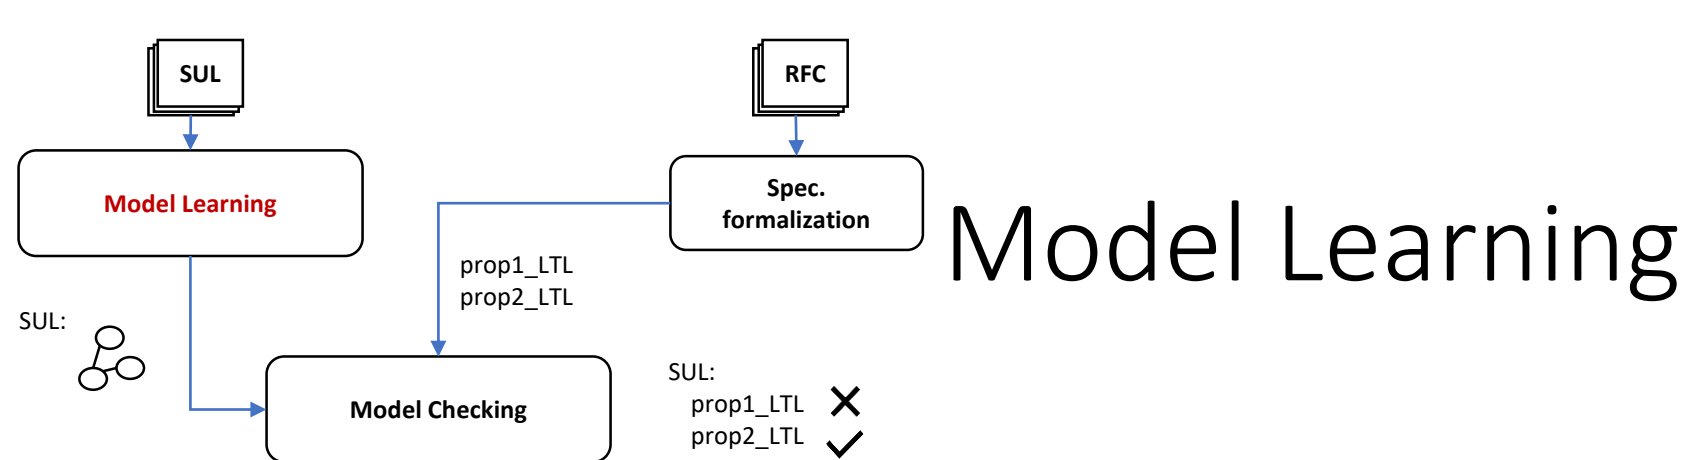 SUL
RFC
Model Learning
Spec.
formalization
Model Learning
prop1_LTL
prop2_LTL
SUL:
Model Checking
SUL:
prop1_LTL
prop2_LTL